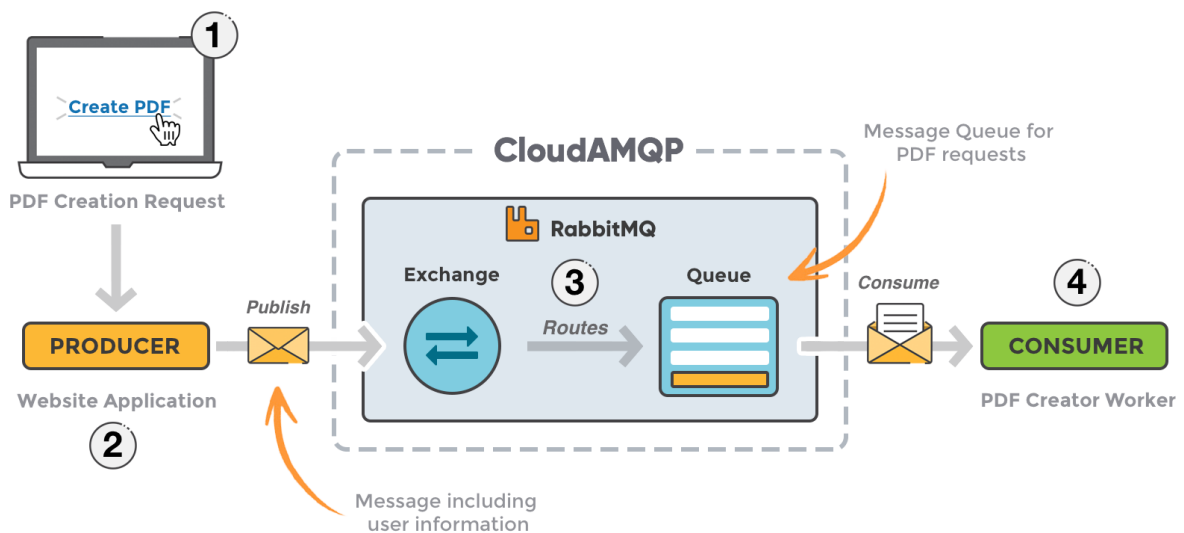 1
Create PDF
PDF Creation Request
CloudAMQP
Message Queue for
PDF requests
RabbitMQ
Exchange
3
Queue
Consume
4
Publish
Routes
PRODUCER
CONSUMER
Website Application
PDF Creator Worker
2
Message including
user information